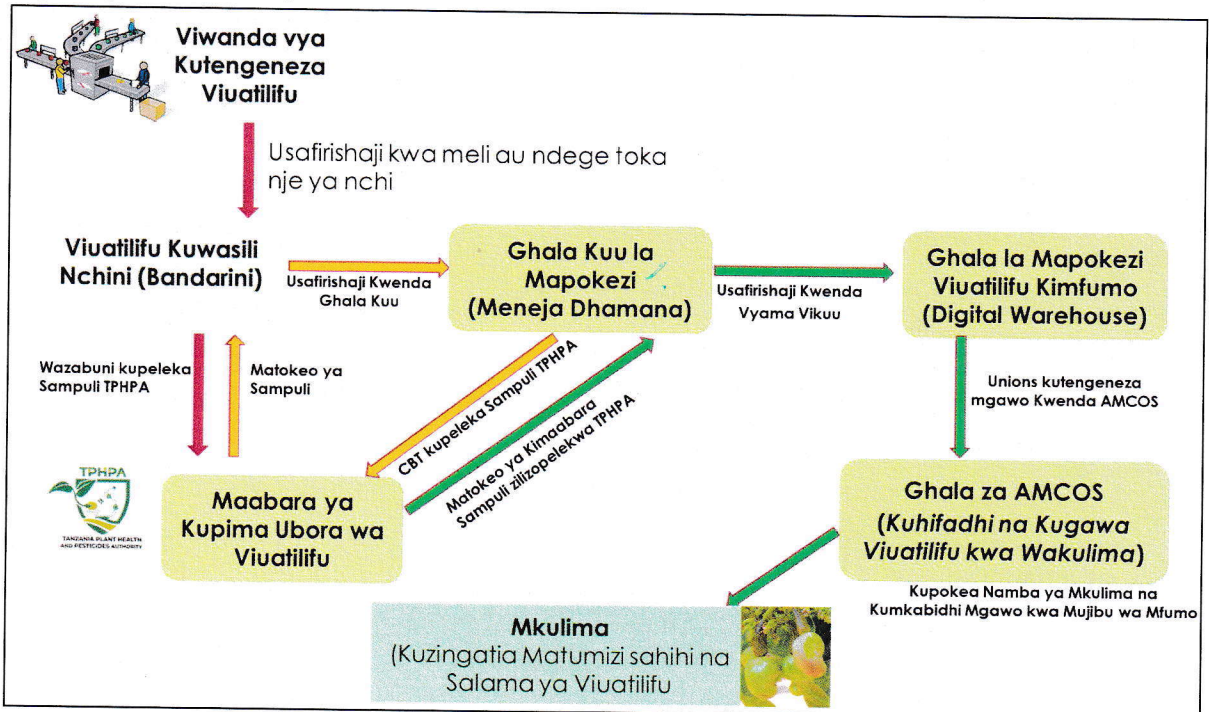 Viwanda vya
Kutengeneza
Viuatilifu
Usafirishaji kwa meli au ndege toka
nje ya nchi
Viuatilifu Kuwasili
Nchini (Bandarini)
Usafirishaji Kwenda
Ghala Kuu
Ghala Kuu la
Mapokezi
(Meneja Dhamana)
Usafirishaji Kwenda
Vyama Vikuu
Ghala la Mapokezi
Viuatilifu Kimfumo
(Digital Warehouse)
Wazabuni kupeleka
Sampuli TPHPA
Matokeo ya
Sampuli
CBT kupeleka Sampuli TPHPA
Matokeo ya Kimaabara
Sampuli zilizopelekwa TPHPA
Unions kutengeneza
mgawo Kwenda AMCOS
TPHPA
TANZANIA PLANT HEALTH
AND PESTICIDES AUTHORITY
Maabara ya
Kupima Ubora wa
Viuatilifu
Ghala za AMCOS
(Kuhifadhi na Kugawa
Viuatilifu kwa Wakulima)
Kupokea Namba ya Mkulima na
Kumkabidhi Mgawo kwa Mujibu wa Mfumo
Mkulima
(Kuzingatia Matumizi sahihi na
Salama ya Viuatilifu